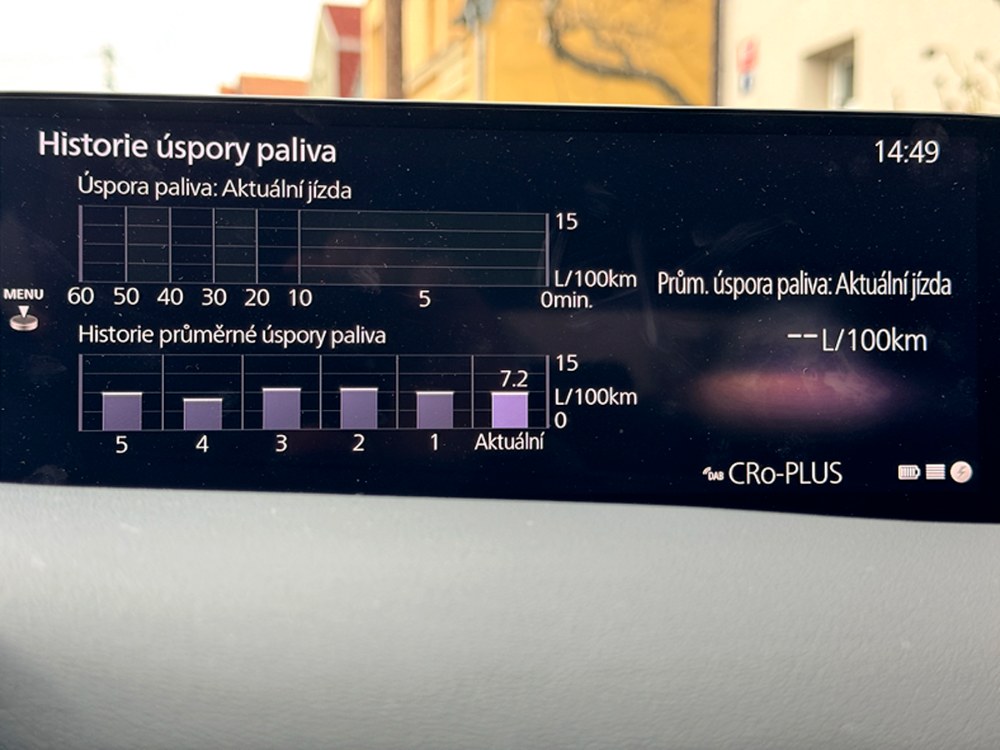 Historie úspory paliva
14:49
Úspora paliva: Aktuální jízda
15
L/100km
60 50 40 30 20 10 5 0min.
MENU
Prům. úspora paliva: Aktuální jízda
--L/100km
Historie průměrné úspory paliva
15
7.2
L/100km
0
5 4 3 2 1 Aktuální
DAB CRo-PLUS